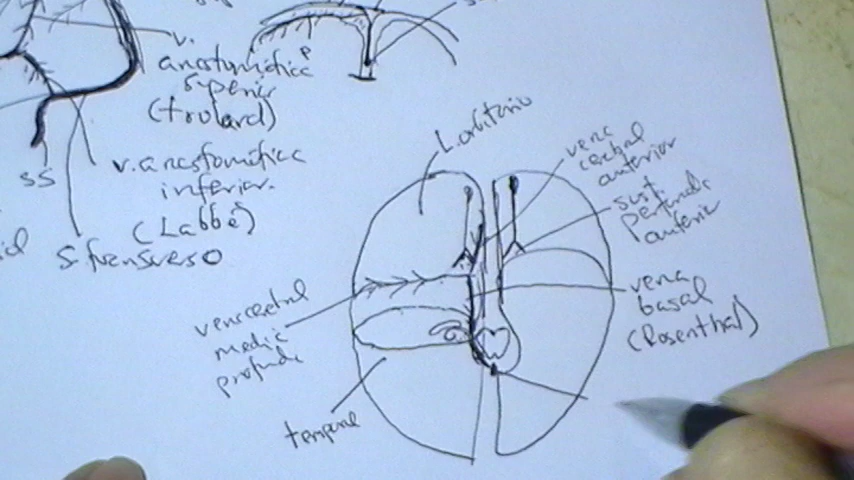 v.
anastomótica
superior
(trolard)
v. anastomótica
inferior.
(Labbé)
ss
S. transverso
L. orbitario
vena
cerebral
anterior
sust.
perforada
anterior
vena
basal
(Rosenthal)
vena cerebral
media
profunda
temporal